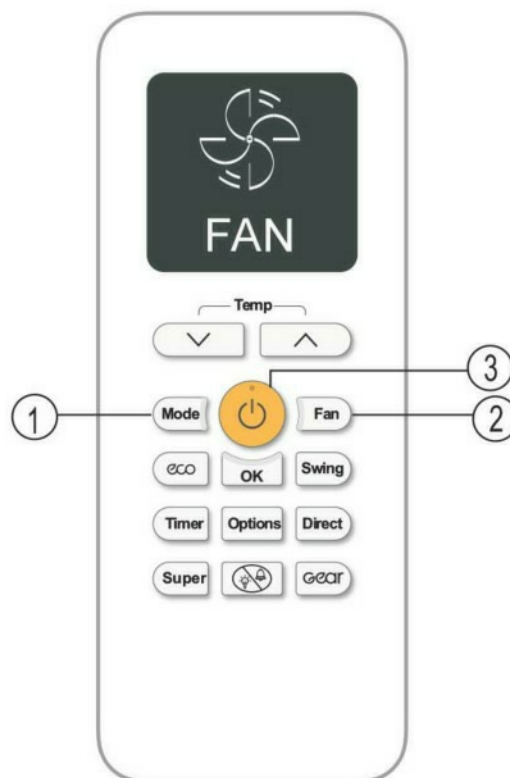 FAN
Temp
3
1 Mode Fan 2
eco OK Swing
Timer Options Direct
Super Gear